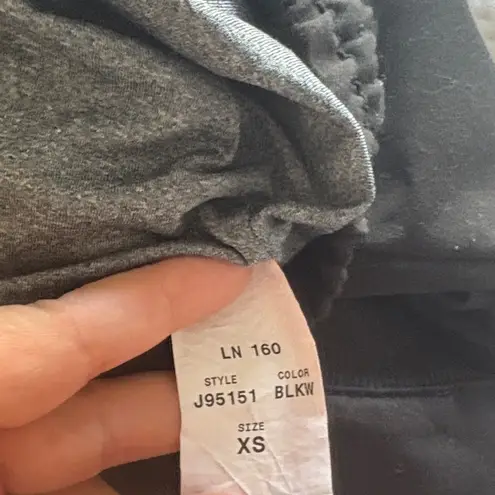 LN 160
STYLE COLOR
J95151 BLKW
SIZE
XS